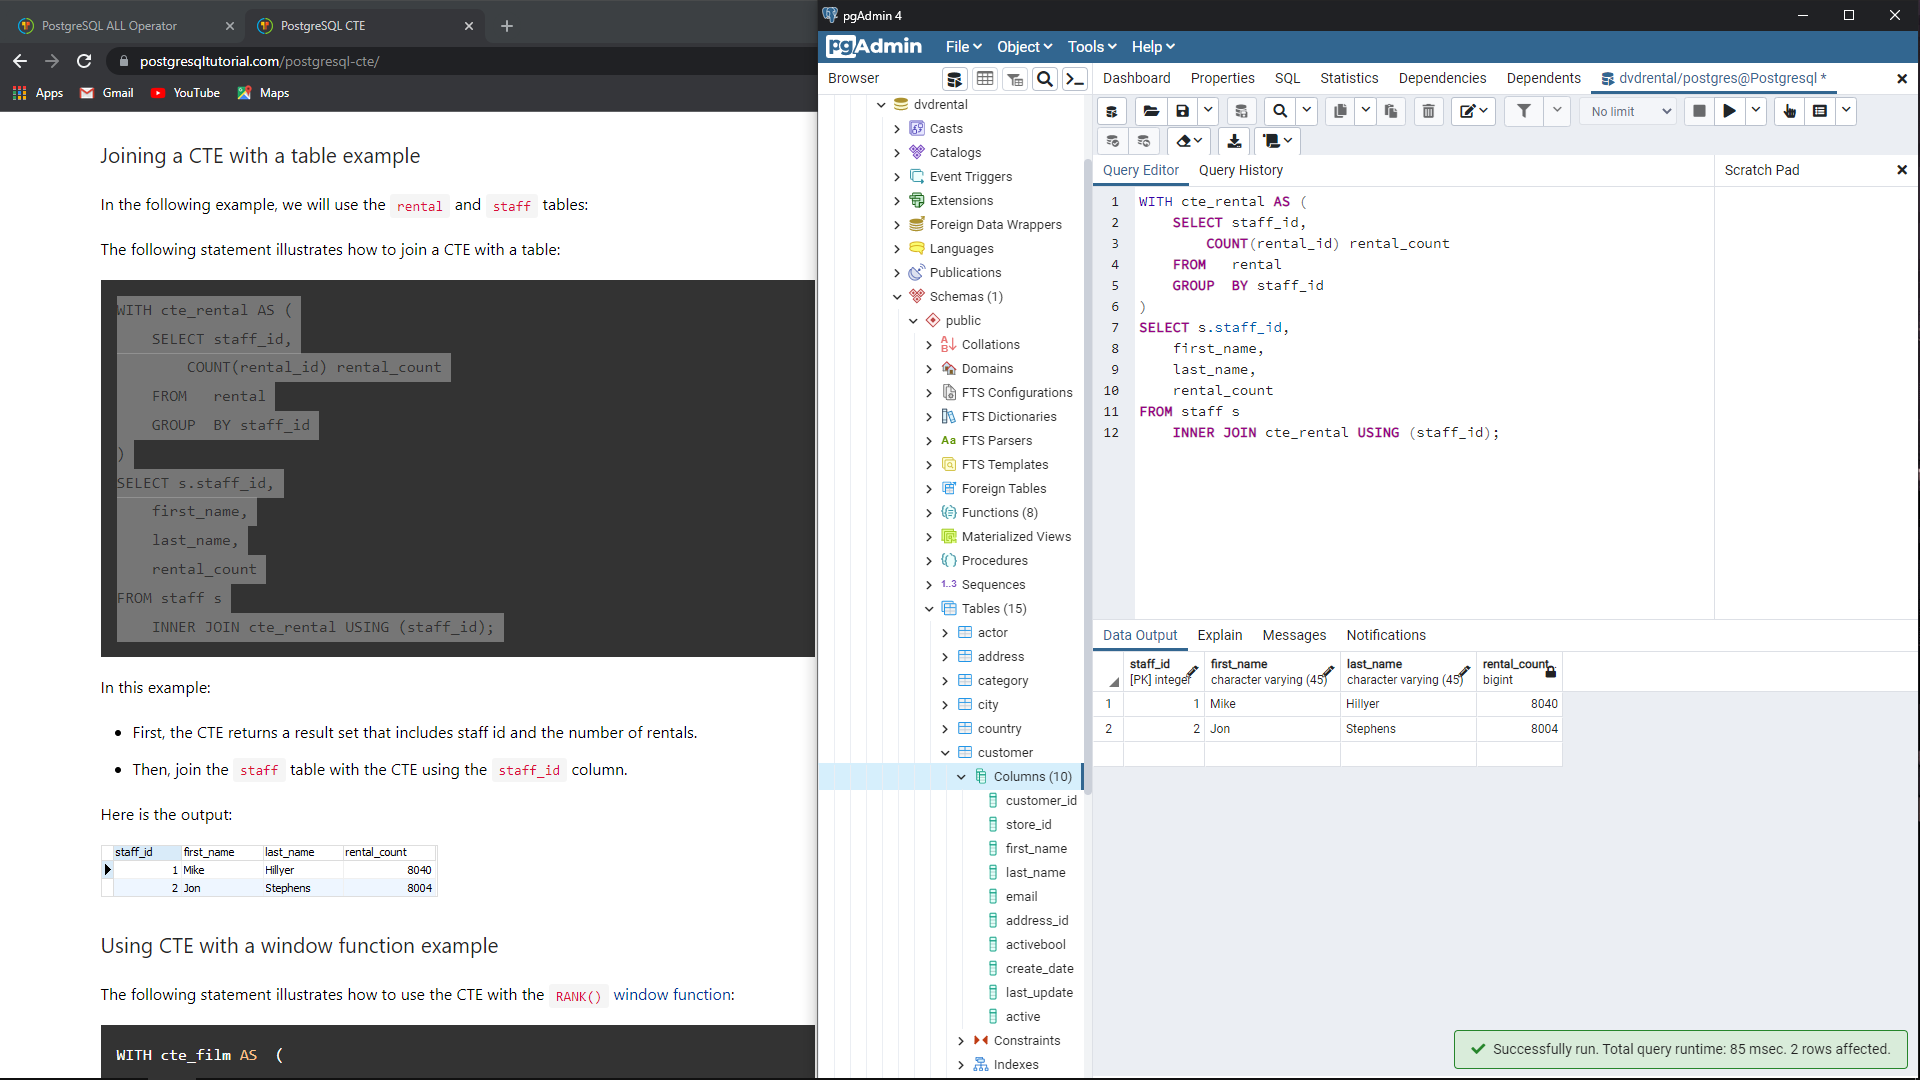 PostgreSQL ALL Operator
PostgreSQL CTE
postgresqltutorial.com/postgresql-cte/
Apps
Gmail
YouTube
Maps
Joining a CTE with a table example
In the following example, we will use the rental and staff tables:
The following statement illustrates how to join a CTE with a table:
WITH cte_rental AS (
SELECT staff_id,
COUNT(rental_id) rental_count
FROM rental
GROUP BY staff_id
)
SELECT s.staff_id,
first_name,
last_name,
rental_count
FROM staff s
INNER JOIN cte_rental USING (staff_id);
In this example:
First, the CTE returns a result set that includes staff id and the number of rentals.
Then, join the staff table with the CTE using the staff_id column.
Here is the output:
staff_id first_name last_name rental_count
1 Mike Hillyer 8040
2 Jon Stephens 8004
Using CTE with a window function example
The following statement illustrates how to use the CTE with the RANK() window function:
WITH cte_film AS (
pgAdmin 4
pgAdmin
File
Object
Tools
Help
Browser
dvdrental
Casts
Catalogs
Event Triggers
Extensions
Foreign Data Wrappers
Languages
Publications
Schemas (1)
public
Collations
Domains
FTS Configurations
FTS Dictionaries
Aa FTS Parsers
FTS Templates
Foreign Tables
Functions (8)
Materialized Views
Procedures
1..3 Sequences
Tables (15)
actor
address
category
city
country
customer
Columns (10)
customer_id
store_id
first_name
last_name
email
address_id
activebool
create_date
last_update
active
Constraints
Indexes
Dashboard
Properties
SQL
Statistics
Dependencies
Dependents
dvdrental/postgres@Postgresql *
No limit
Query Editor
Query History
Scratch Pad
1 WITH cte_rental AS (
2 SELECT staff_id,
3 COUNT(rental_id) rental_count
4 FROM rental
5 GROUP BY staff_id
6 )
7 SELECT s.staff_id,
8 first_name,
9 last_name,
10 rental_count
11 FROM staff s
12 INNER JOIN cte_rental USING (staff_id);
Data Output
Explain
Messages
Notifications
staff_id first_name last_name rental_count
[PK] integer character varying (45) character varying (45) bigint
1 1 Mike Hillyer 8040
2 2 Jon Stephens 8004
Successfully run. Total query runtime: 85 msec. 2 rows affected.